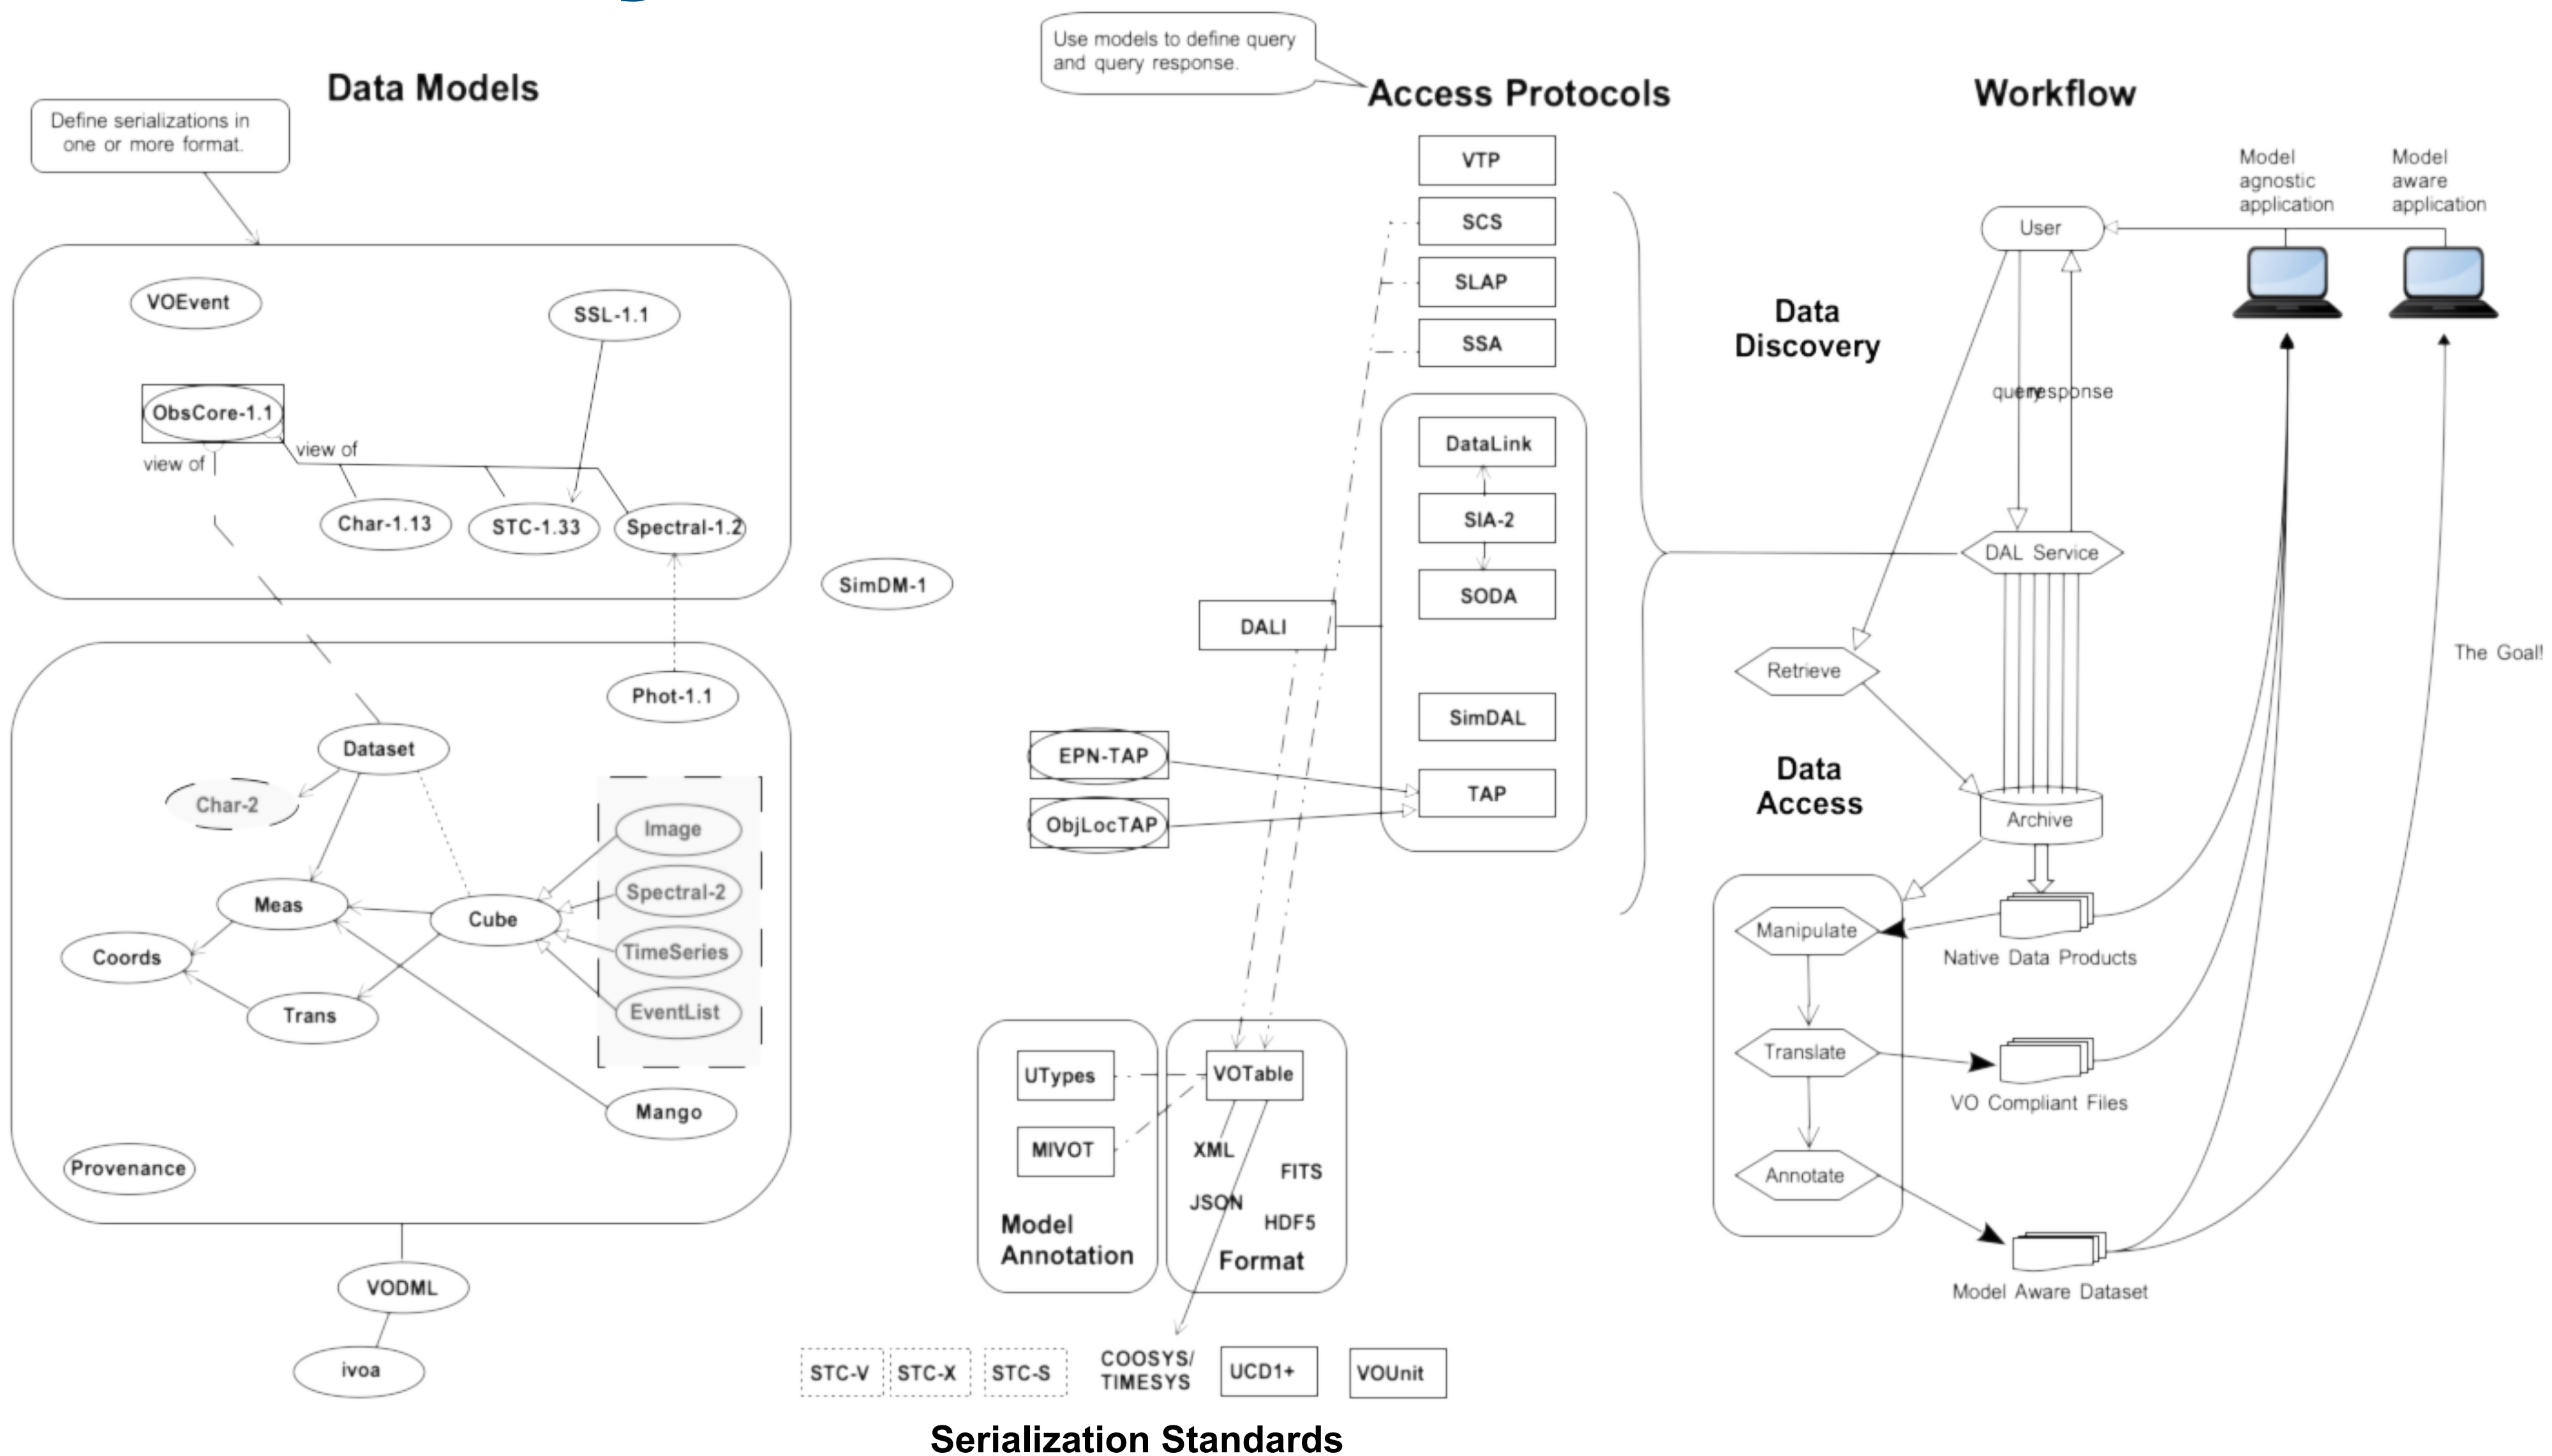 Data Models
Define serializations in
one or more format.
VOEvent
SSL-1.1
ObsCore-1.1
view of
view of
Char-1.13
STC-1.33
Spectral-1.2
SimDM-1
Phot-1.1
Dataset
Char-2
Image
Spectral-2
TimeSeries
EventList
Meas
Cube
Coords
Trans
Mango
Provenance
VODML
ivoa
Use models to define query
and query response.
Access Protocols
VTP
SCS
SLAP
SSA
DataLink
SIA-2
SODA
DALI
SimDAL
EPN-TAP
TAP
ObjLocTAP
UTypes
MIVOT
Model
Annotation
VOTable
XML
FITS
JSON
HDF5
Format
STC-V
STC-X
STC-S
COOSYS/
TIMESYS
UCD1+
VOUnit
Serialization Standards
Workflow
Model
agnostic
application
Model
aware
application
User
Data
Discovery
query
response
DAL Service
Retrieve
The Goal!
Data
Access
Archive
Manipulate
Native Data Products
Translate
VO Compliant Files
Annotate
Model Aware Dataset